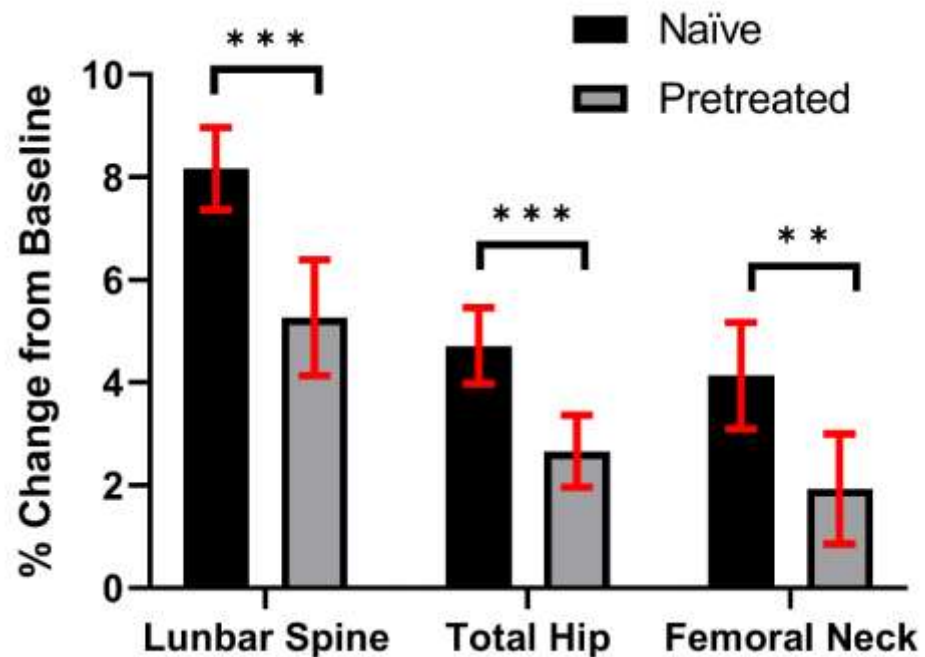 Naïve
Pretreated
***
***
**
% Change from Baseline
10
8
6
4
2
0
Lunbar Spine Total Hip Femoral Neck